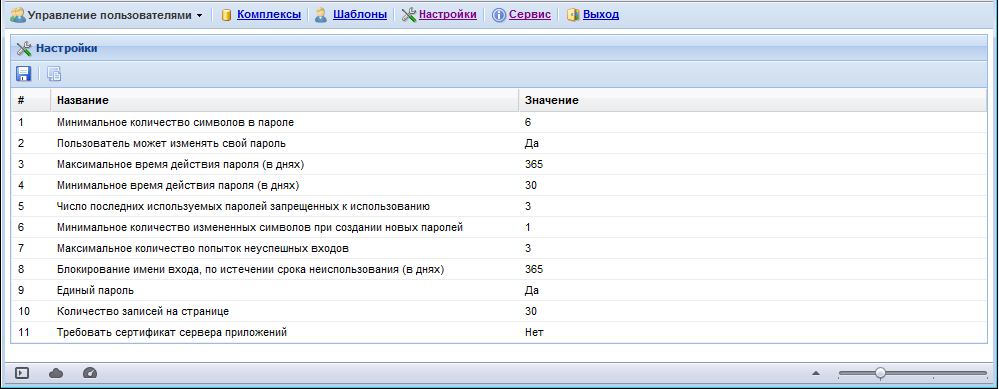 Управление пользователями Комплексы Шаблоны Настройки Сервис Выход
Настройки
# Название Значение
1 Минимальное количество символов в пароле 6
2 Пользователь может изменять свой пароль Да
3 Максимальное время действия пароля (в днях) 365
4 Минимальное время действия пароля (в днях) 30
5 Число последних используемых паролей запрещенных к использованию 3
6 Минимальное количество измененных символов при создании новых паролей 1
7 Максимальное количество попыток неуспешных входов 3
8 Блокирование имени входа, по истечении срока неиспользования (в днях) 365
9 Единый пароль Да
10 Количество записей на странице 30
11 Требовать сертификат сервера приложений Нет